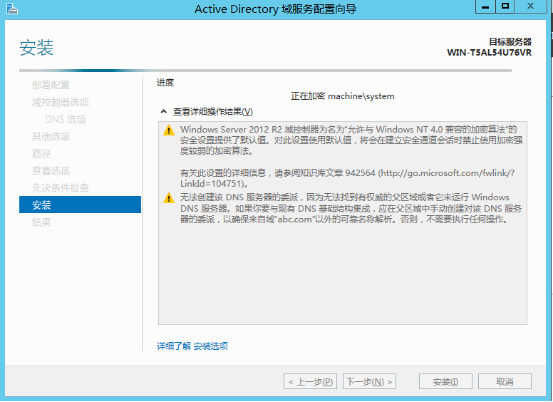 Active Directory 域服务配置向导
安装
目标服务器
WIN-T5AL54U76VR
部署配置
域控制器选项
DNS 选项
其他选项
路径
查看选项
先决条件检查
安装
结果
进度
正在加密 machine\system
查看详细操作结果(V)
Windows Server 2012 R2 域控制器为名为“允许与 Windows NT 4.0 兼容的加密算法”的
安全设置提供了默认值。对此设置使用默认值，将会在建立安全通道会话时禁止使用加密强
度较弱的加密算法。
有关此设置的详细信息，请参阅知识库文章 942564 (http://go.microsoft.com/fwlink/?
LinkId=104751)。
无法创建该 DNS 服务器的委派，因为无法找到有权威的父区域或者它未运行 Windows
DNS 服务器。如果你要与现有 DNS 基础结构集成，应在父区域中手动创建对该 DNS 服务
器的委派，以确保来自域“abc.com”以外的可靠名称解析。否则，不需要执行任何操作。
详细了解 安装选项
< 上一步(P)
下一步(N) >
安装(I)
取消